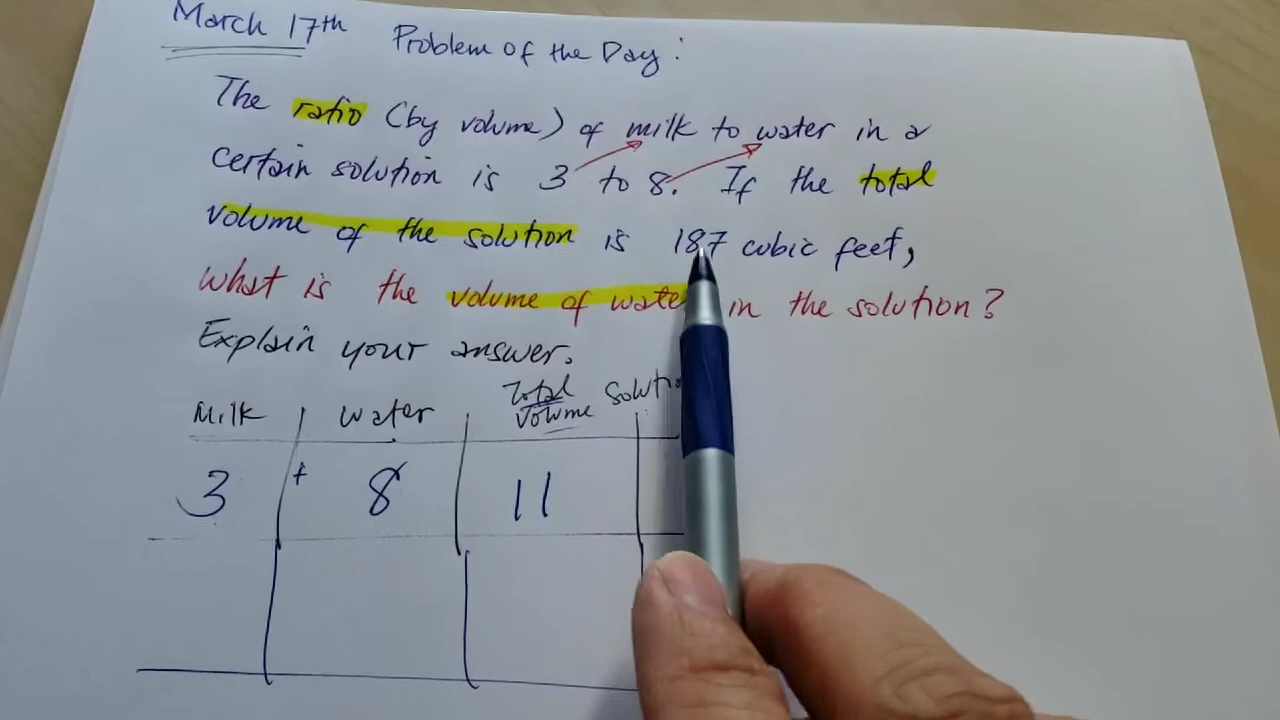 March 17th Problem of the Day:
The ratio (by volume) of milk to water in a
certain solution is 3 to 8. If the total
volume of the solution is 187 cubic feet,
what is the volume of water in the solution?
Explain your answer.
Milk Water Total Volume Solution
3 + 8 11